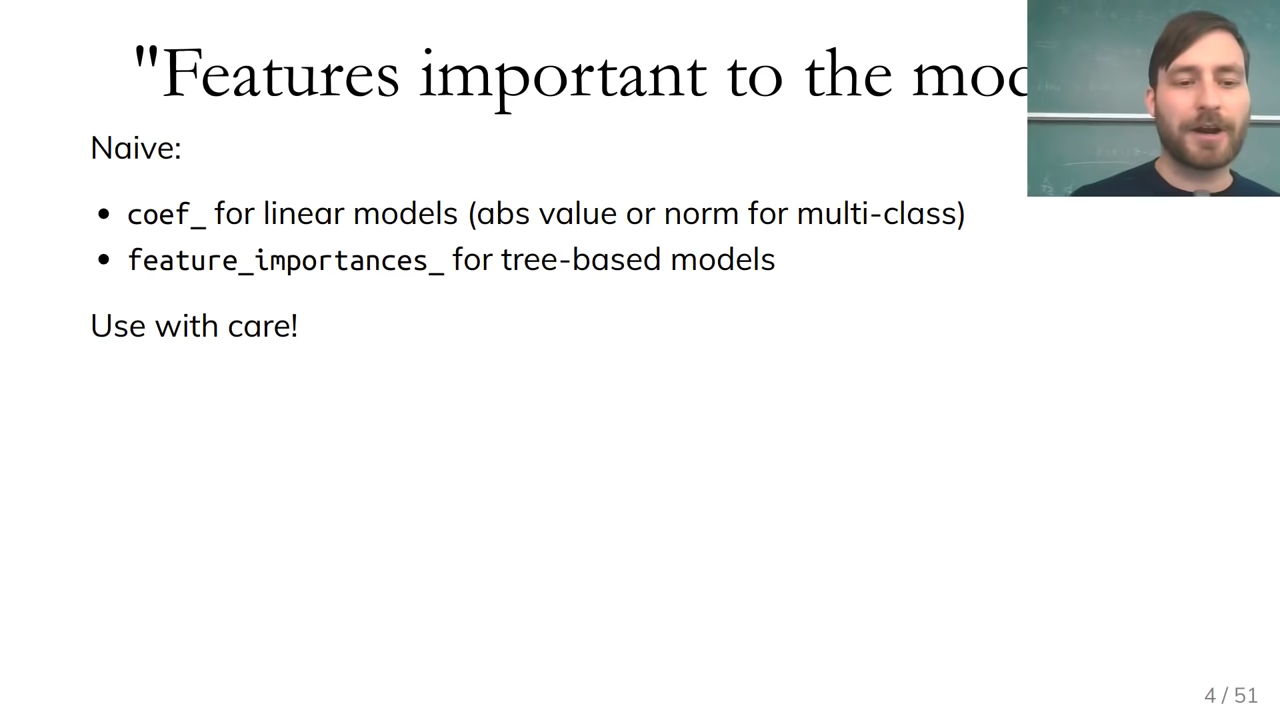 "Features important to the mod
Naive:
• coef_ for linear models (abs value or norm for multi-class)
• feature_importances_ for tree-based models
Use with care!
4 / 51